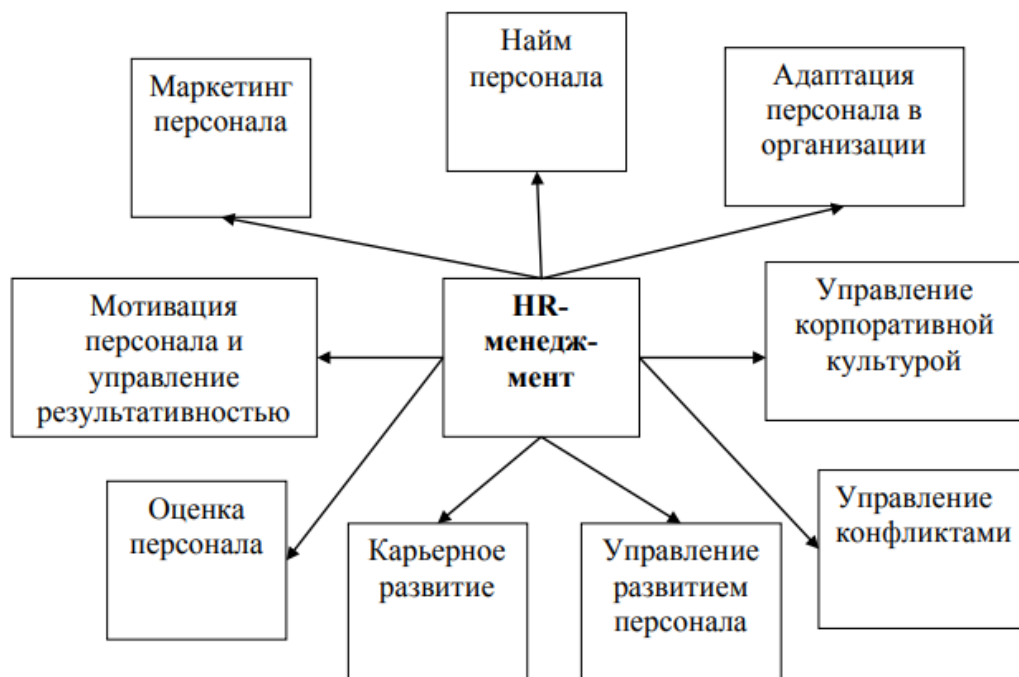 Маркетинг
персонала
Найм
персонала
Адаптация
персонала в
организации
Мотивация
персонала и
управление
результативностью
HR-
менедж-
мент
Управление
корпоративной
культурой
Оценка
персонала
Карьерное
развитие
Управление
развитием
персонала
Управление
конфликтами